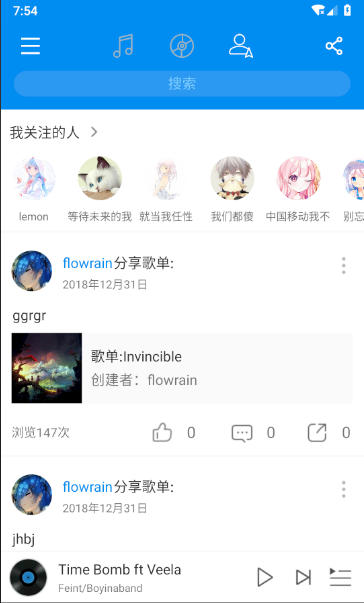 7:54
搜索
我关注的人
lemon
等待未来的我
就当我任性
我们都傻
中国移动我不
别忘
flowrain分享歌单:
2018年12月31日
ggrgr
歌单:Invincible
创建者：flowrain
浏览147次
0
0
0
flowrain分享歌单:
2018年12月31日
jhbj
Time Bomb ft Veela
Feint/Boyinaband